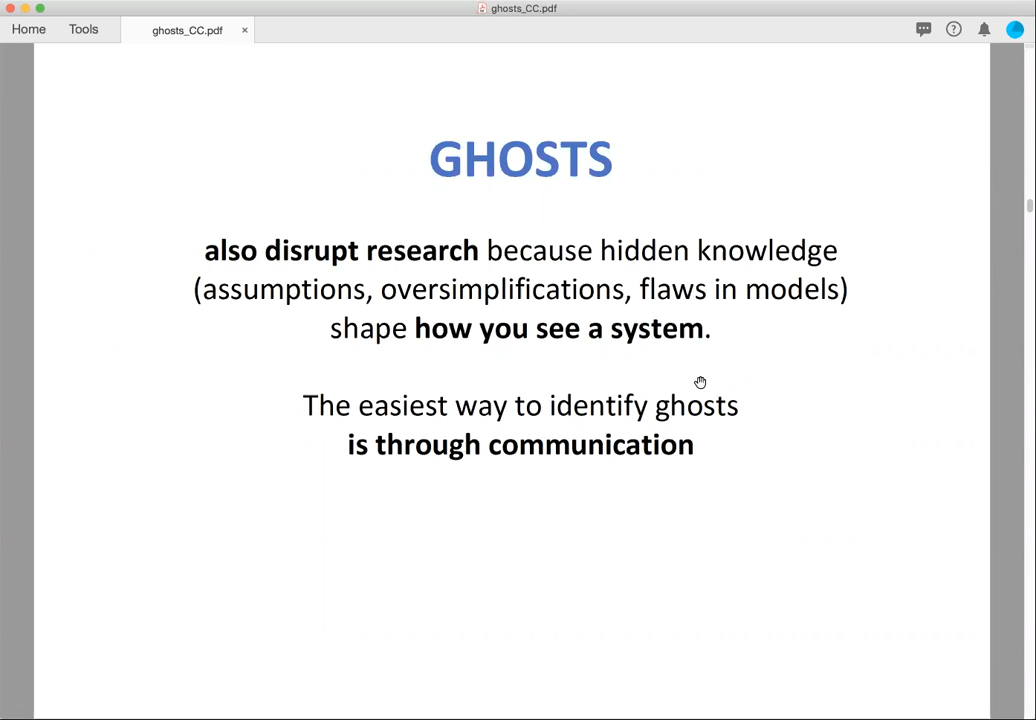 ghosts_CC.pdf
Home Tools ghosts_CC.pdf ×
GHOSTS
also disrupt research because hidden knowledge
(assumptions, oversimplifications, flaws in models)
shape how you see a system.
The easiest way to identify ghosts
is through communication